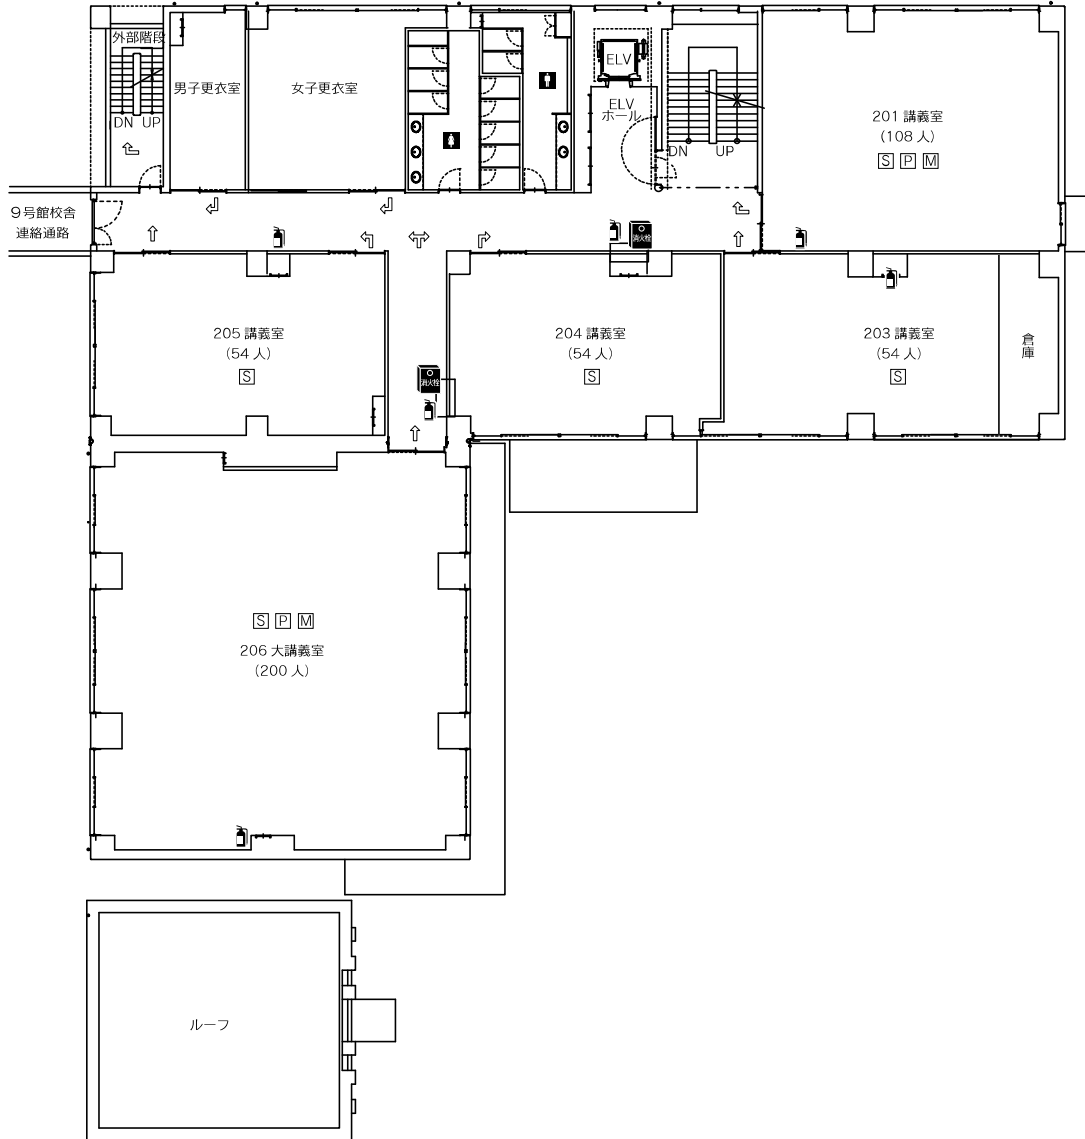 外部階段
DN UP
男子更衣室
女子更衣室
ELV
ELV
ホール
DN UP
201 講義室
(108 人)
S P M
9号館校舎
連絡通路
消火栓
205 講義室
(54 人)
S
消火栓
204 講義室
(54 人)
S
203 講義室
(54 人)
S
倉庫
S P M
206 大講義室
(200 人)
ルーフ